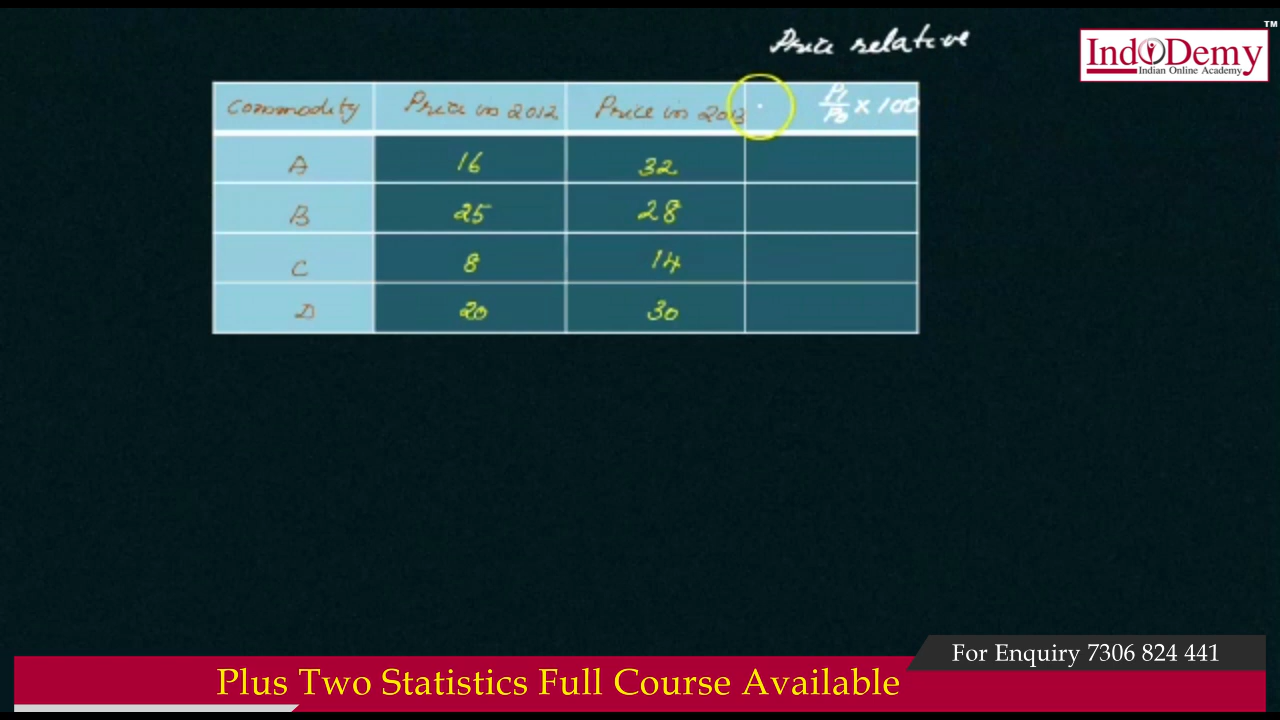 Price relative
TM
IndoDemy
Indian Online Academy
Commodity Price in 2012 Price in 2013 P1/P0 × 100
A 16 32
B 25 28
C 8 14
D 20 30
For Enquiry 7306 824 441
Plus Two Statistics Full Course Available